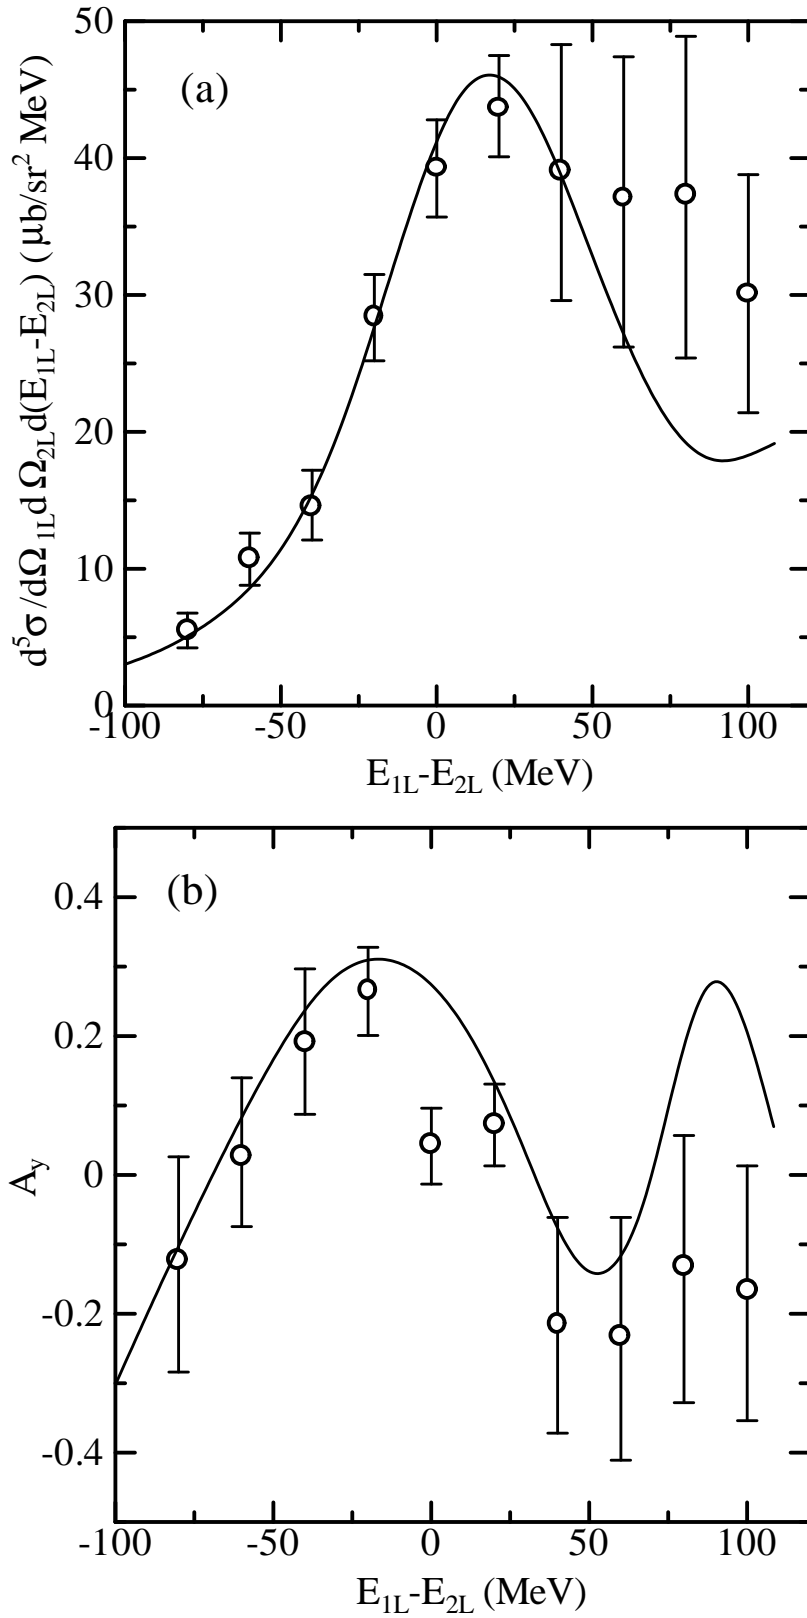 50
40
30
20
10
0
(a)
d⁵σ/dΩ₁LdΩ₂Ld(E₁L-E₂L) (μb/sr² MeV)
-100 -50 0 50 100
E₁L-E₂L (MeV)
0.4
0.2
0
-0.2
-0.4
(b)
Ay
-100 -50 0 50 100
E₁L-E₂L (MeV)